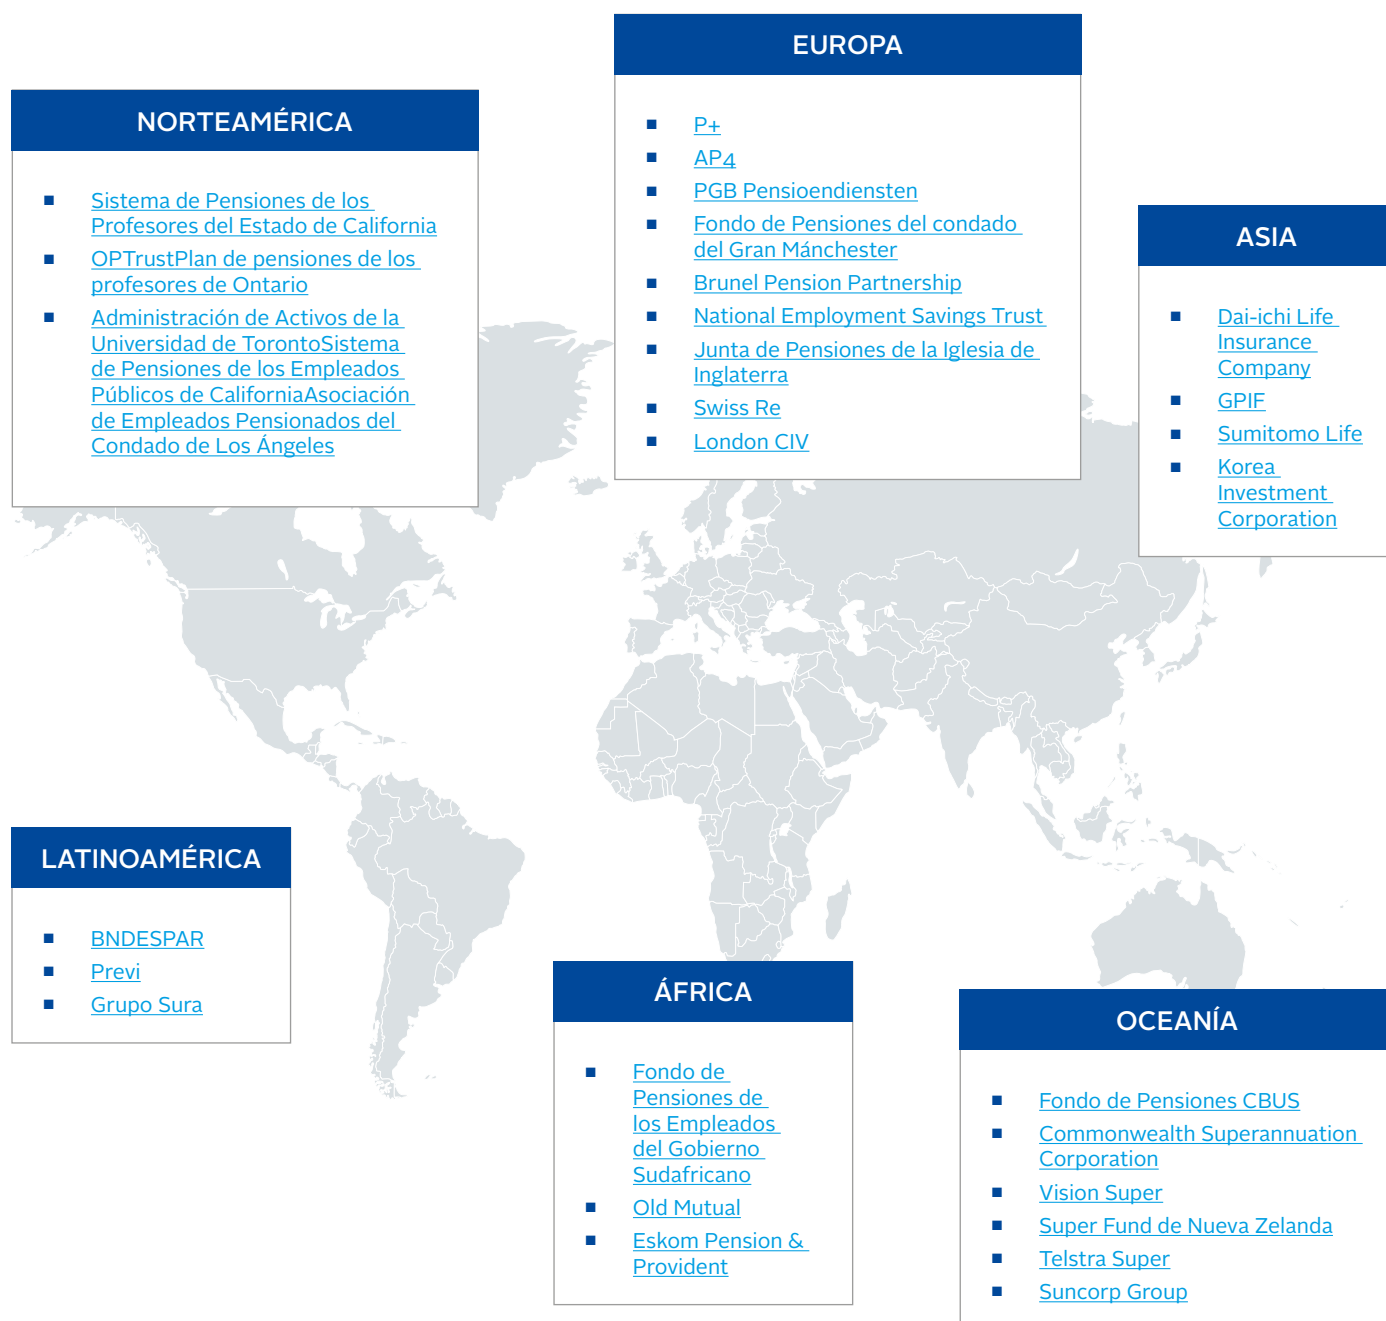 EUROPA
P+
AP4
PGB Pensioendiensten
Fondo de Pensiones del condado
del Gran Mánchester
Brunel Pension Partnership
National Employment Savings Trust
Junta de Pensiones de la Iglesia de
Inglaterra
Swiss Re
London CIV
NORTEAMÉRICA
Sistema de Pensiones de los
Profesores del Estado de California
OPTrustPlan de pensiones de los
profesores de Ontario
Administración de Activos de la
Universidad de TorontoSistema
de Pensiones de los Empleados
Públicos de CaliforniaAsociación
de Empleados Pensionados del
Condado de Los Ángeles
ASIA
Dai-ichi Life
Insurance
Company
GPIF
Sumitomo Life
Korea
Investment
Corporation
LATINOAMÉRICA
BNDESPAR
Previ
Grupo Sura
ÁFRICA
Fondo de
Pensiones de
los Empleados
del Gobierno
Sudafricano
Old Mutual
Eskom Pension &
Provident
OCEANÍA
Fondo de Pensiones CBUS
Commonwealth Superannuation
Corporation
Vision Super
Super Fund de Nueva Zelanda
Telstra Super
Suncorp Group